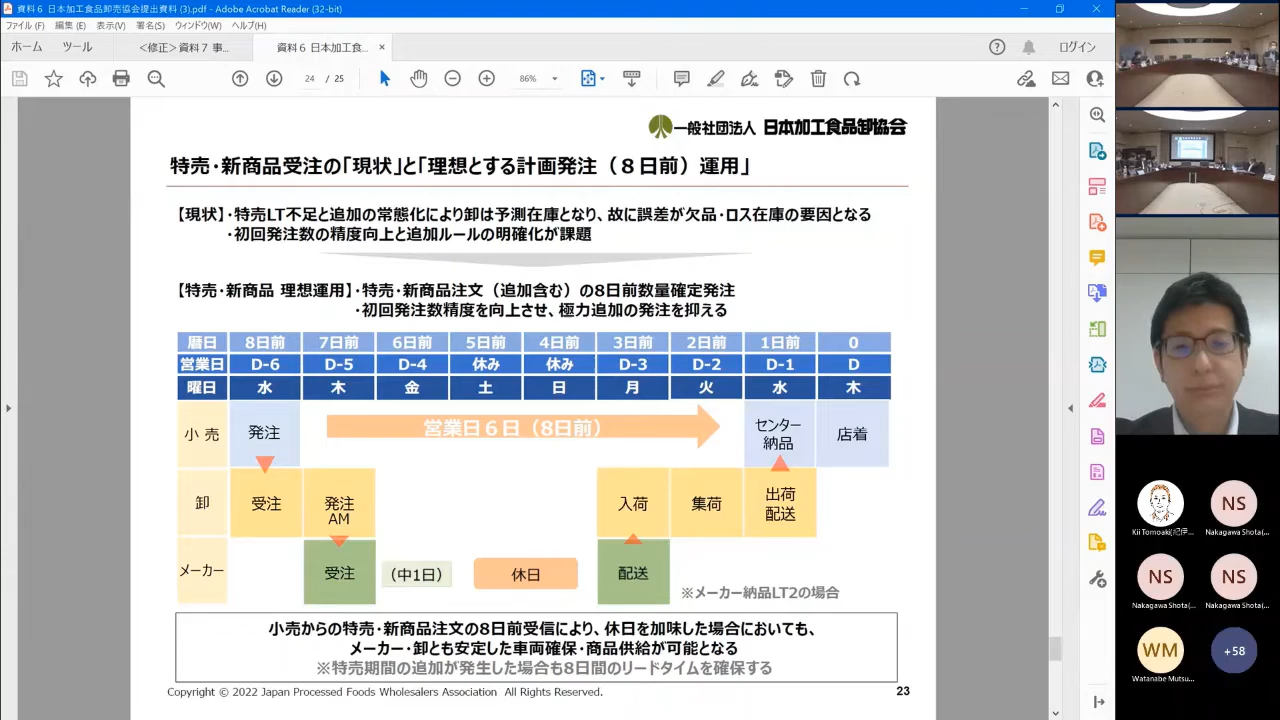 資料６ 日本加工食品卸売協会提出資料 (3).pdf - Adobe Acrobat Reader (32-bit)
ファイル(F) 編集(E) 表示(V) 署名(S) ウィンドウ(W) ヘルプ(H)
ホーム ツール <修正>資料７ 事... 資料６ 日本加工食... × ログイン
24 / 25 86%
一般社団法人 日本加工食品卸協会
特売・新商品受注の「現状」と「理想とする計画発注（８日前）運用」
【現状】・特売LT不足と追加の常態化により卸は予測在庫となり、故に誤差が欠品・ロス在庫の要因となる
・初回発注数の精度向上と追加ルールの明確化が課題
【特売・新商品 理想運用】・特売・新商品注文（追加含む）の8日前数量確定発注
・初回発注数精度を向上させ、極力追加の発注を抑える
暦日 8日前 7日前 6日前 5日前 4日前 3日前 2日前 1日前 0
営業日 D-6 D-5 D-4 休み 休み D-3 D-2 D-1 D
曜日 水 木 金 土 日 月 火 水 木
小売 発注 営業日６日（8日前） センター納品 店着
卸 受注 発注AM 入荷 集荷 出荷配送
メーカー 受注 （中1日） 休日 配送
※メーカー納品LT2の場合
小売からの特売・新商品注文の8日前受信により、休日を加味した場合においても、
メーカー・卸とも安定した車両確保・商品供給が可能となる
※特売期間の追加が発生した場合も8日間のリードタイムを確保する
Copyright © 2022 Japan Processed Foods Wholesalers Association All Rights Reserved.
23
NS
Kii Tomoaki(紀伊... Nakagawa Shota(...
NS NS
Nakagawa Shota(... Nakagawa Shota(...
WM +58
Watanabe Mutsu...